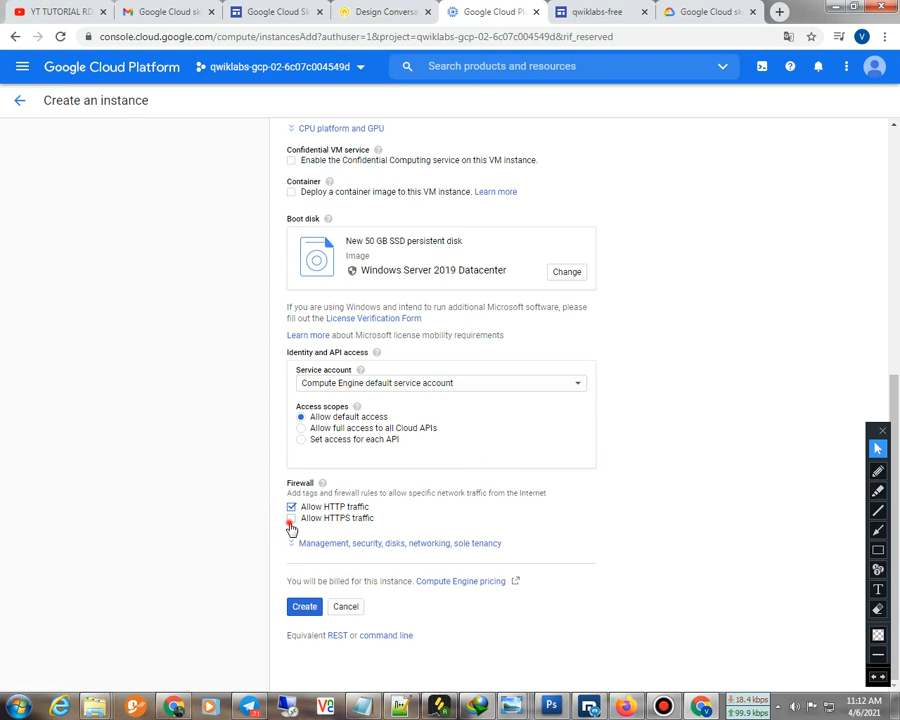 YT TUTORIAL RD
Google Cloud sk
Google Cloud Sk
Design Conversa
Google Cloud Pl
qwiklabs-free
Google Cloud sk
console.cloud.google.com/compute/instancesAdd?authuser=1&project=qwiklabs-gcp-02-6c07c004549d&rif_reserved
V
Google Cloud Platform
qwiklabs-gcp-02-6c07c004549d
Search products and resources
Create an instance
CPU platform and GPU
Confidential VM service
Enable the Confidential Computing service on this VM instance.
Container
Deploy a container image to this VM instance. Learn more
Boot disk
New 50 GB SSD persistent disk
Image
Windows Server 2019 Datacenter
Change
If you are using Windows and intend to run additional Microsoft software, please
fill out the License Verification Form
Learn more about Microsoft license mobility requirements
Identity and API access
Service account
Compute Engine default service account
Access scopes
Allow default access
Allow full access to all Cloud APIs
Set access for each API
Firewall
Add tags and firewall rules to allow specific network traffic from the Internet
Allow HTTP traffic
Allow HTTPS traffic
Management, security, disks, networking, sole tenancy
You will be billed for this instance. Compute Engine pricing
Create
Cancel
Equivalent REST or command line
T
18.4 kbps
99.9 kbps
11:12 AM
4/6/2021